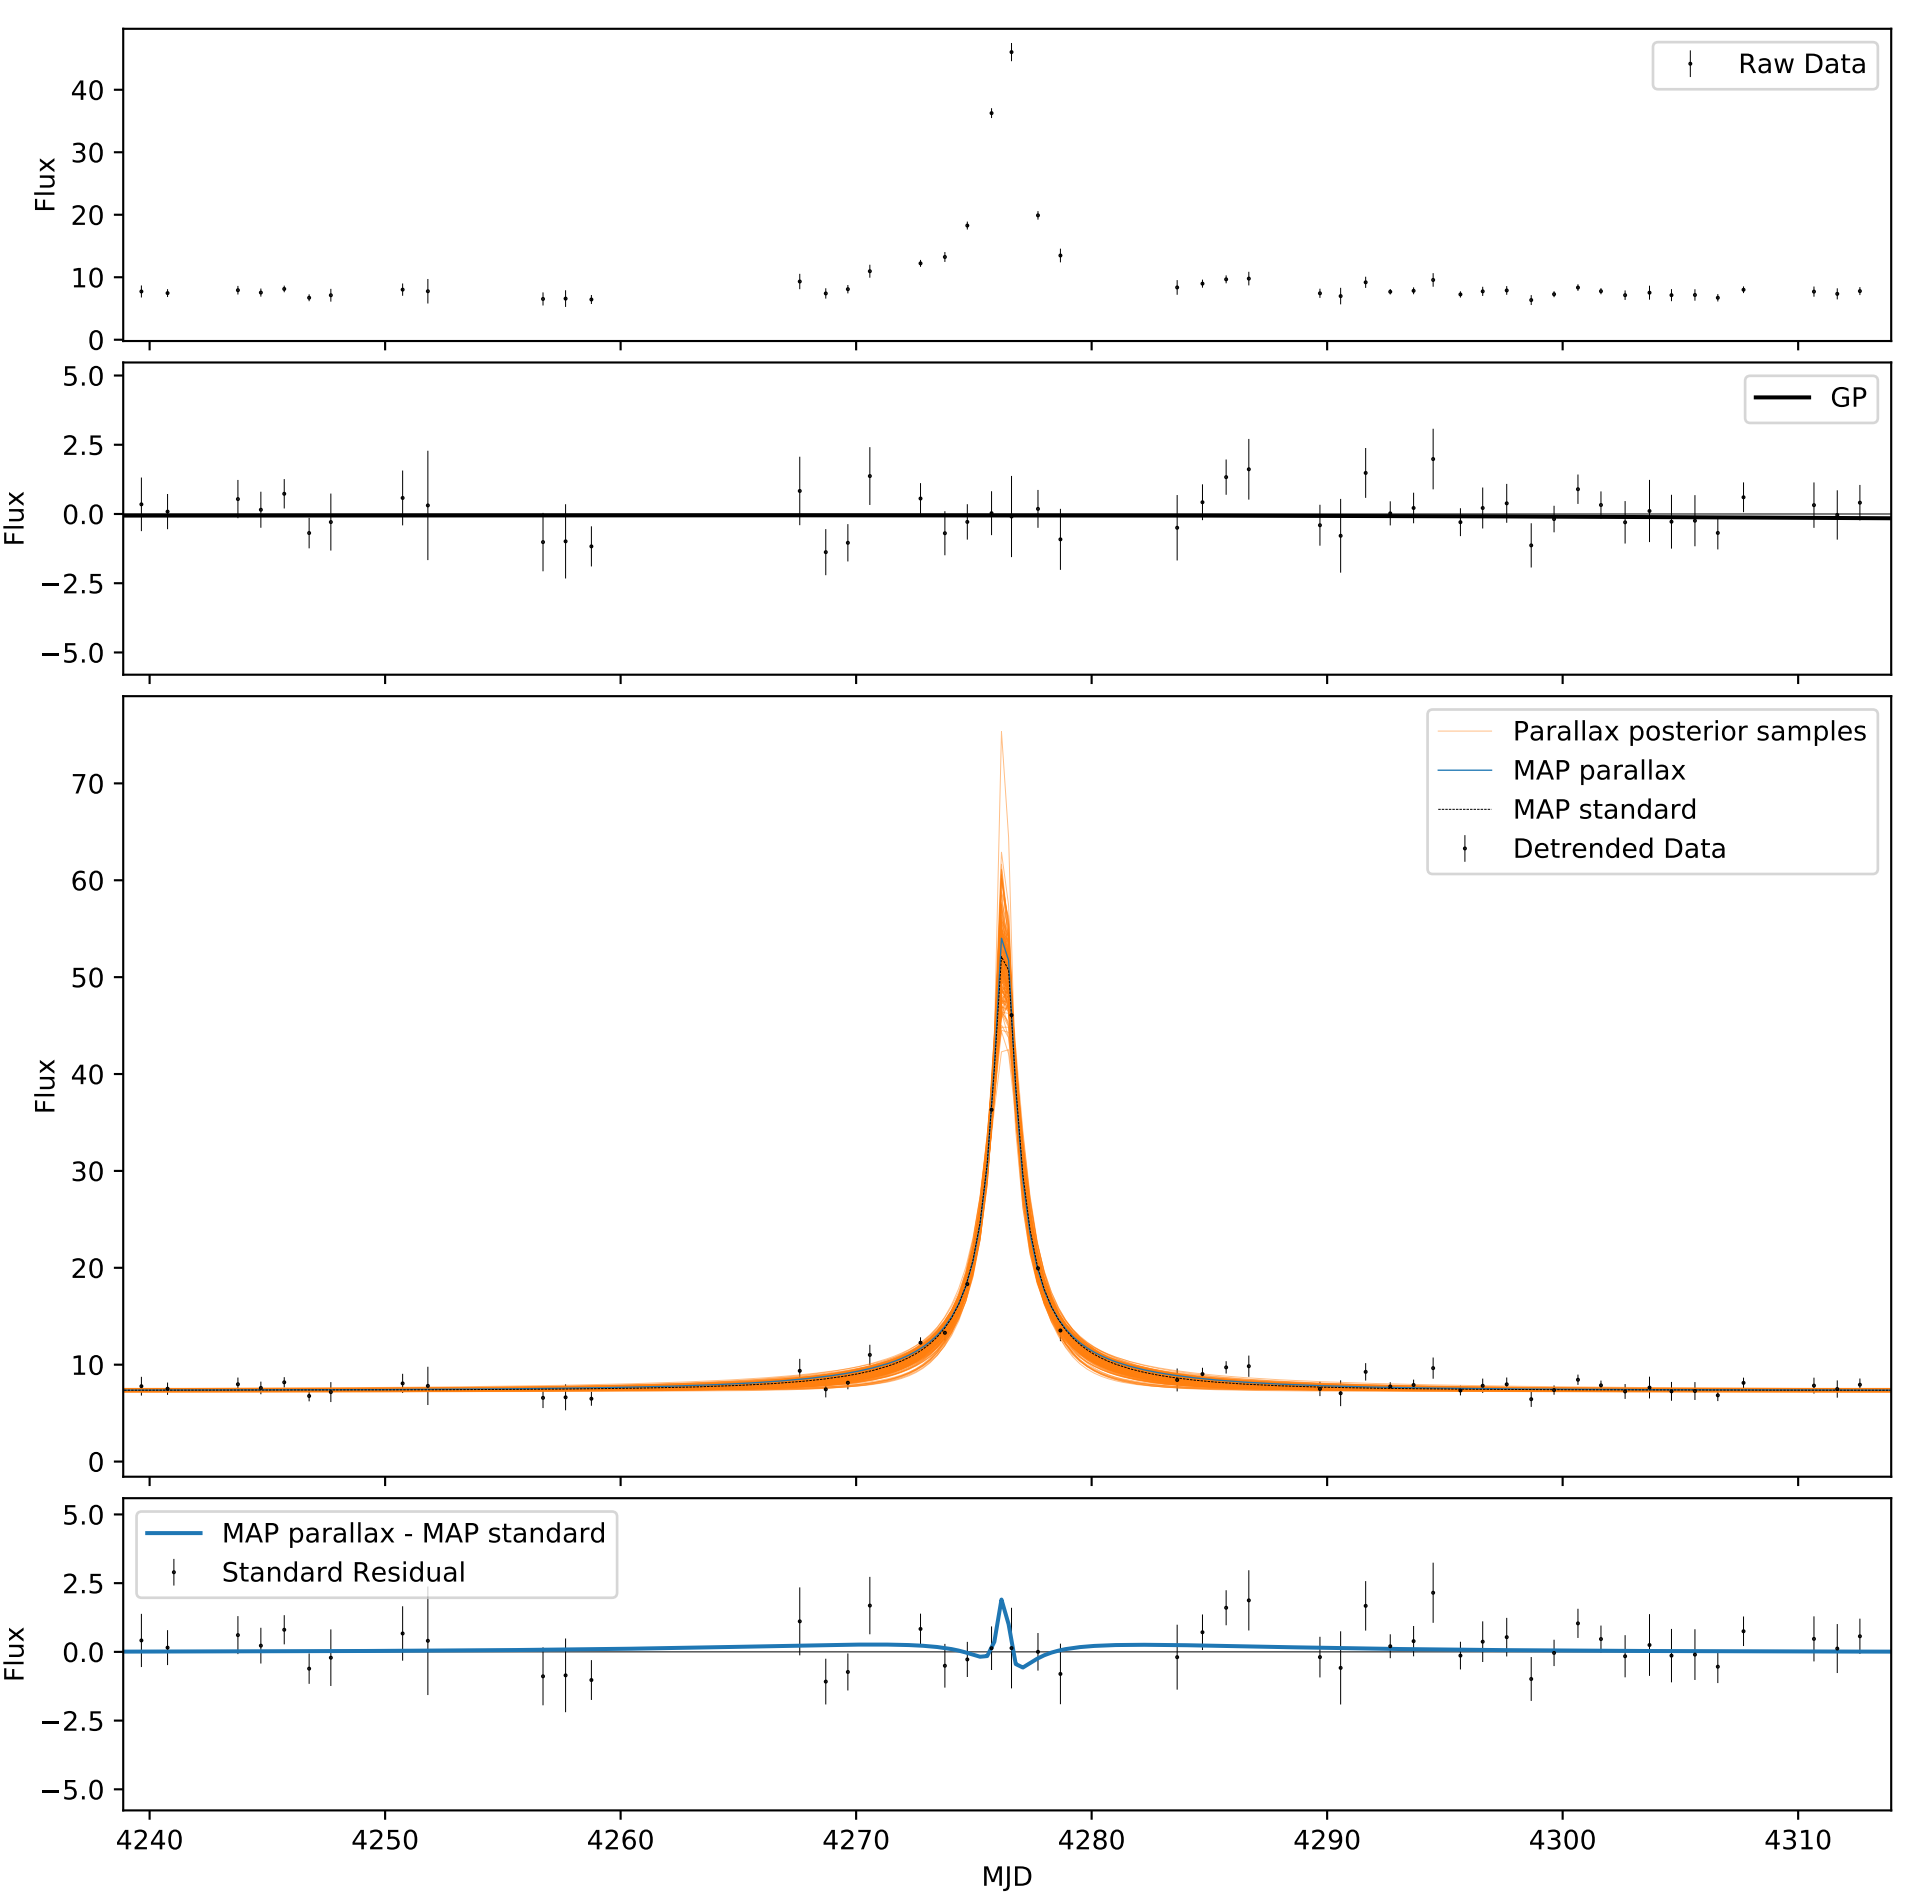 40
30
20
10
0
Flux
Raw Data
5.0
2.5
0.0
−2.5
−5.0
Flux
GP
70
60
50
40
30
20
10
0
Flux
Parallax posterior samples
MAP parallax
MAP standard
Detrended Data
5.0
2.5
0.0
−2.5
−5.0
Flux
MAP parallax - MAP standard
Standard Residual
4240 4250 4260 4270 4280 4290 4300 4310
MJD